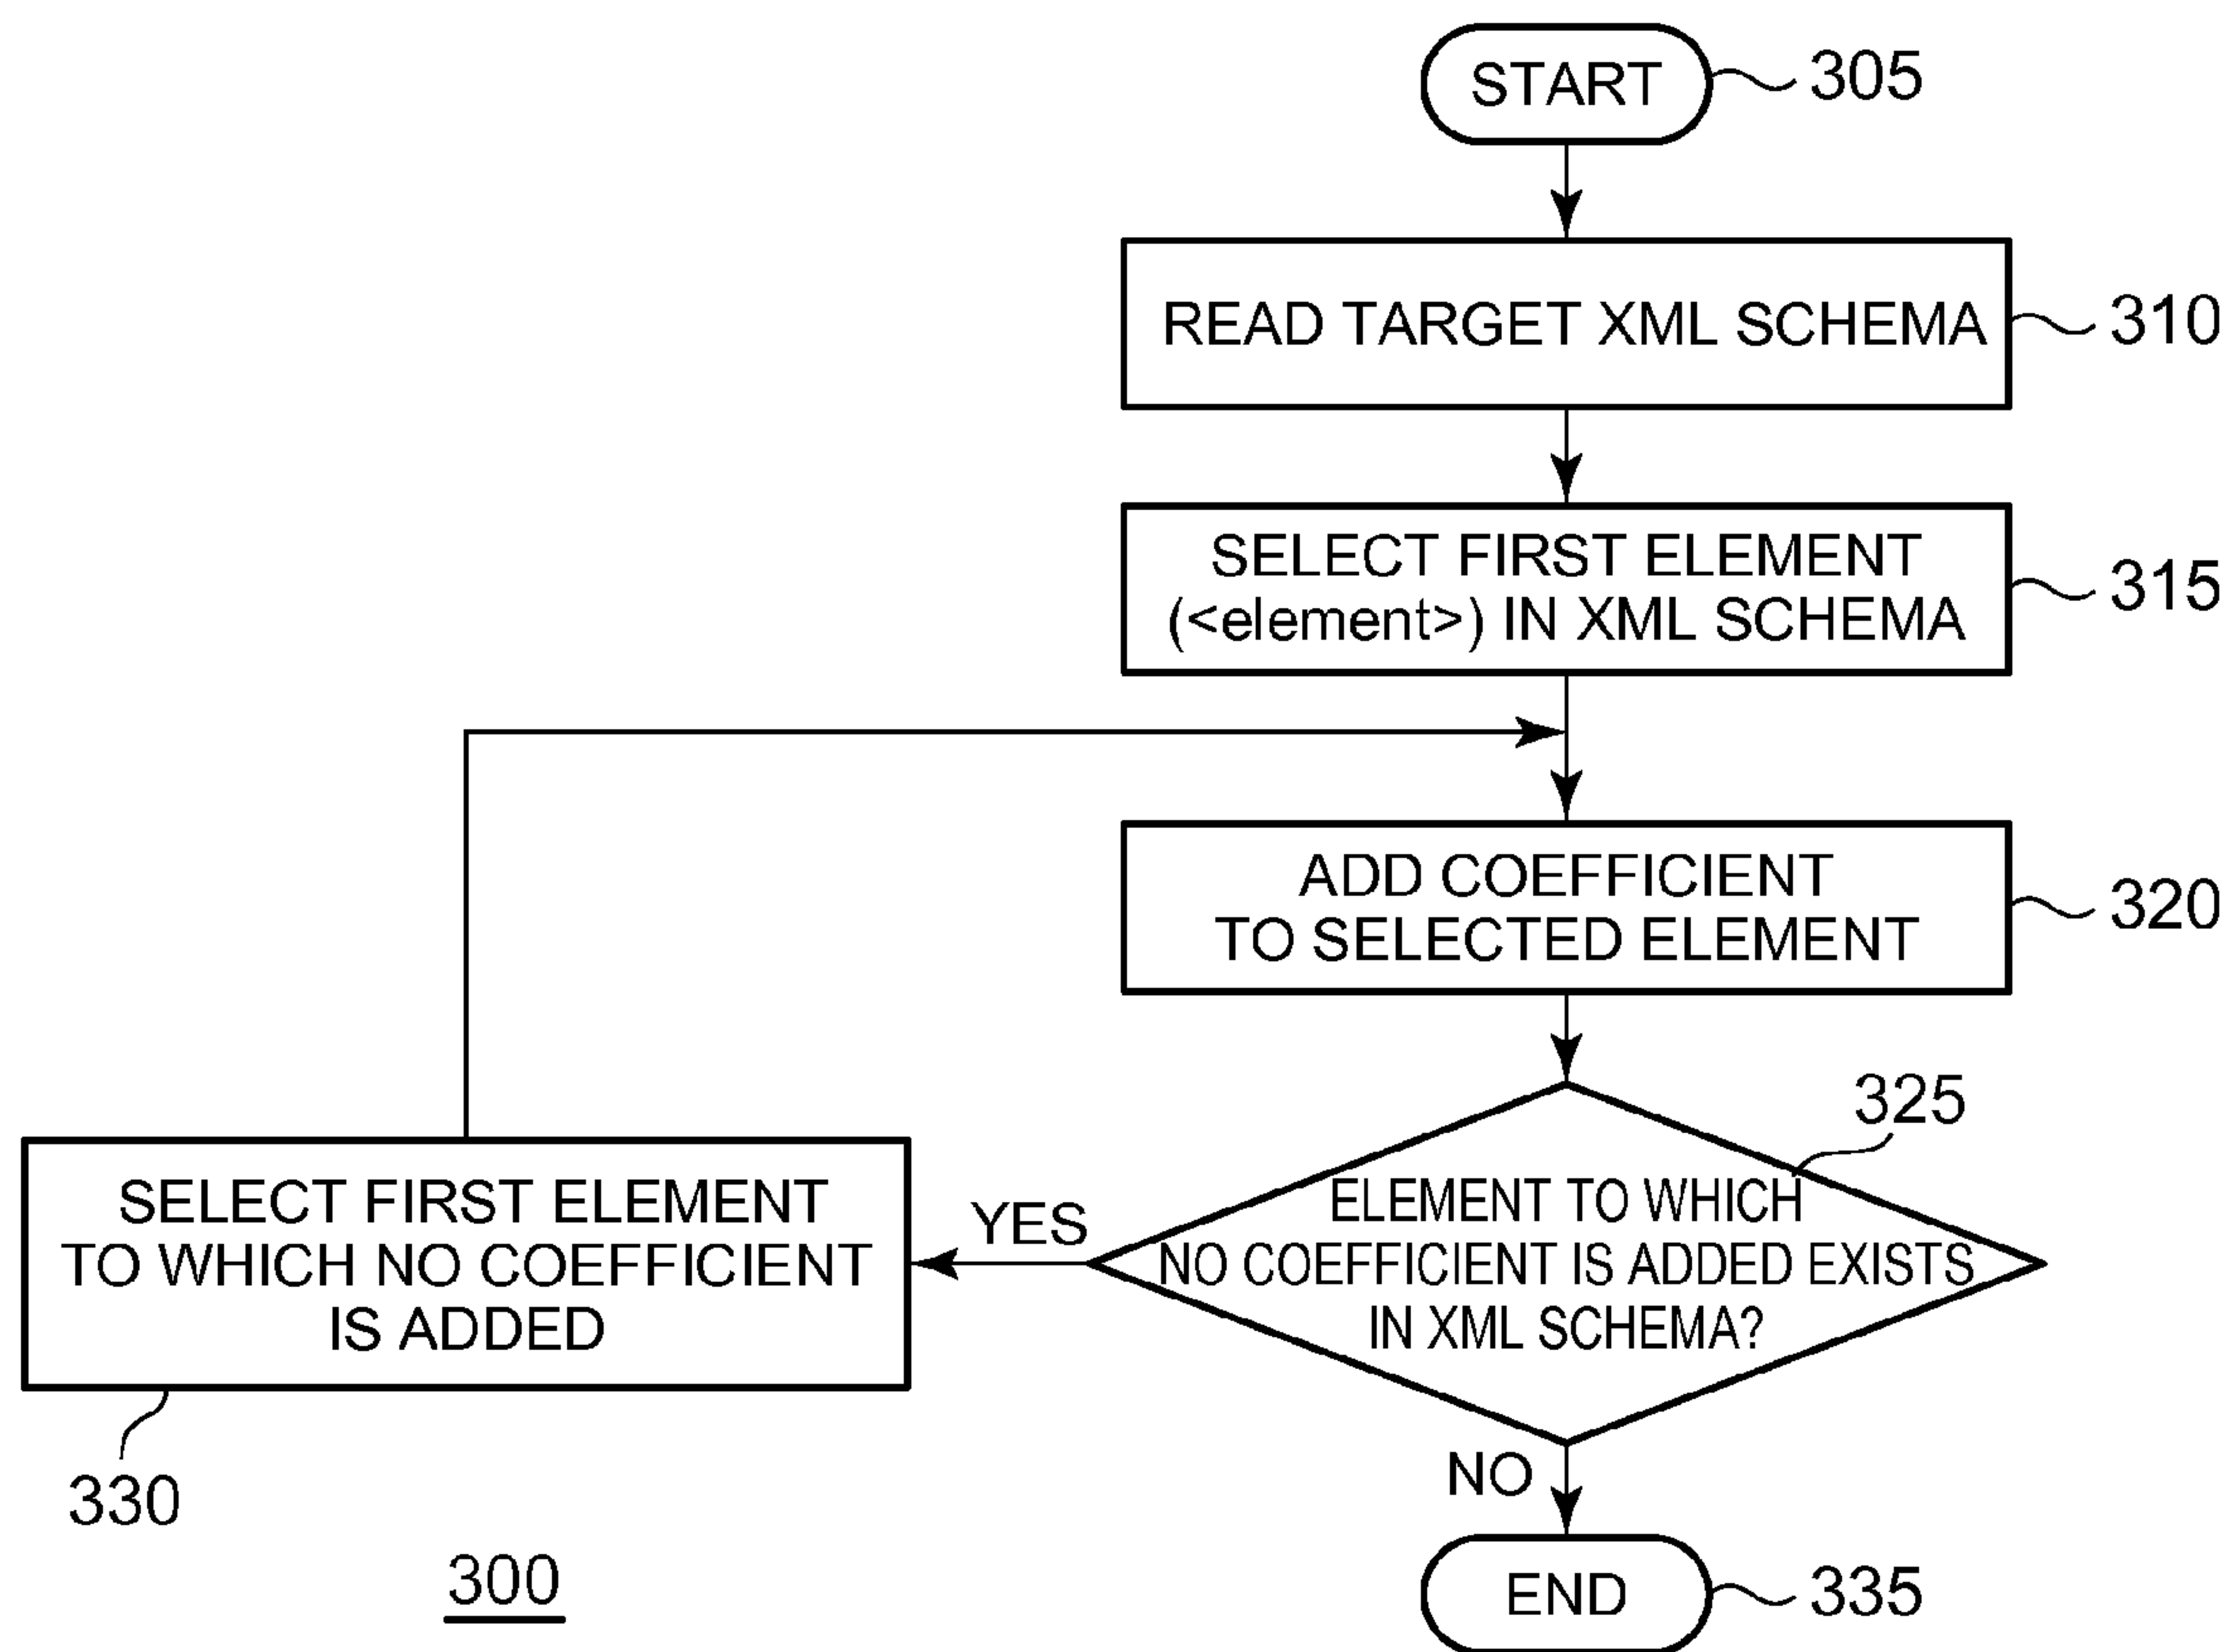 START
305
READ TARGET XML SCHEMA
310
SELECT FIRST ELEMENT
(<element>) IN XML SCHEMA
315
ADD COEFFICIENT
TO SELECTED ELEMENT
320
325
ELEMENT TO WHICH
NO COEFFICIENT IS ADDED EXISTS
IN XML SCHEMA?
YES
SELECT FIRST ELEMENT
TO WHICH NO COEFFICIENT
IS ADDED
330
NO
END
335
300